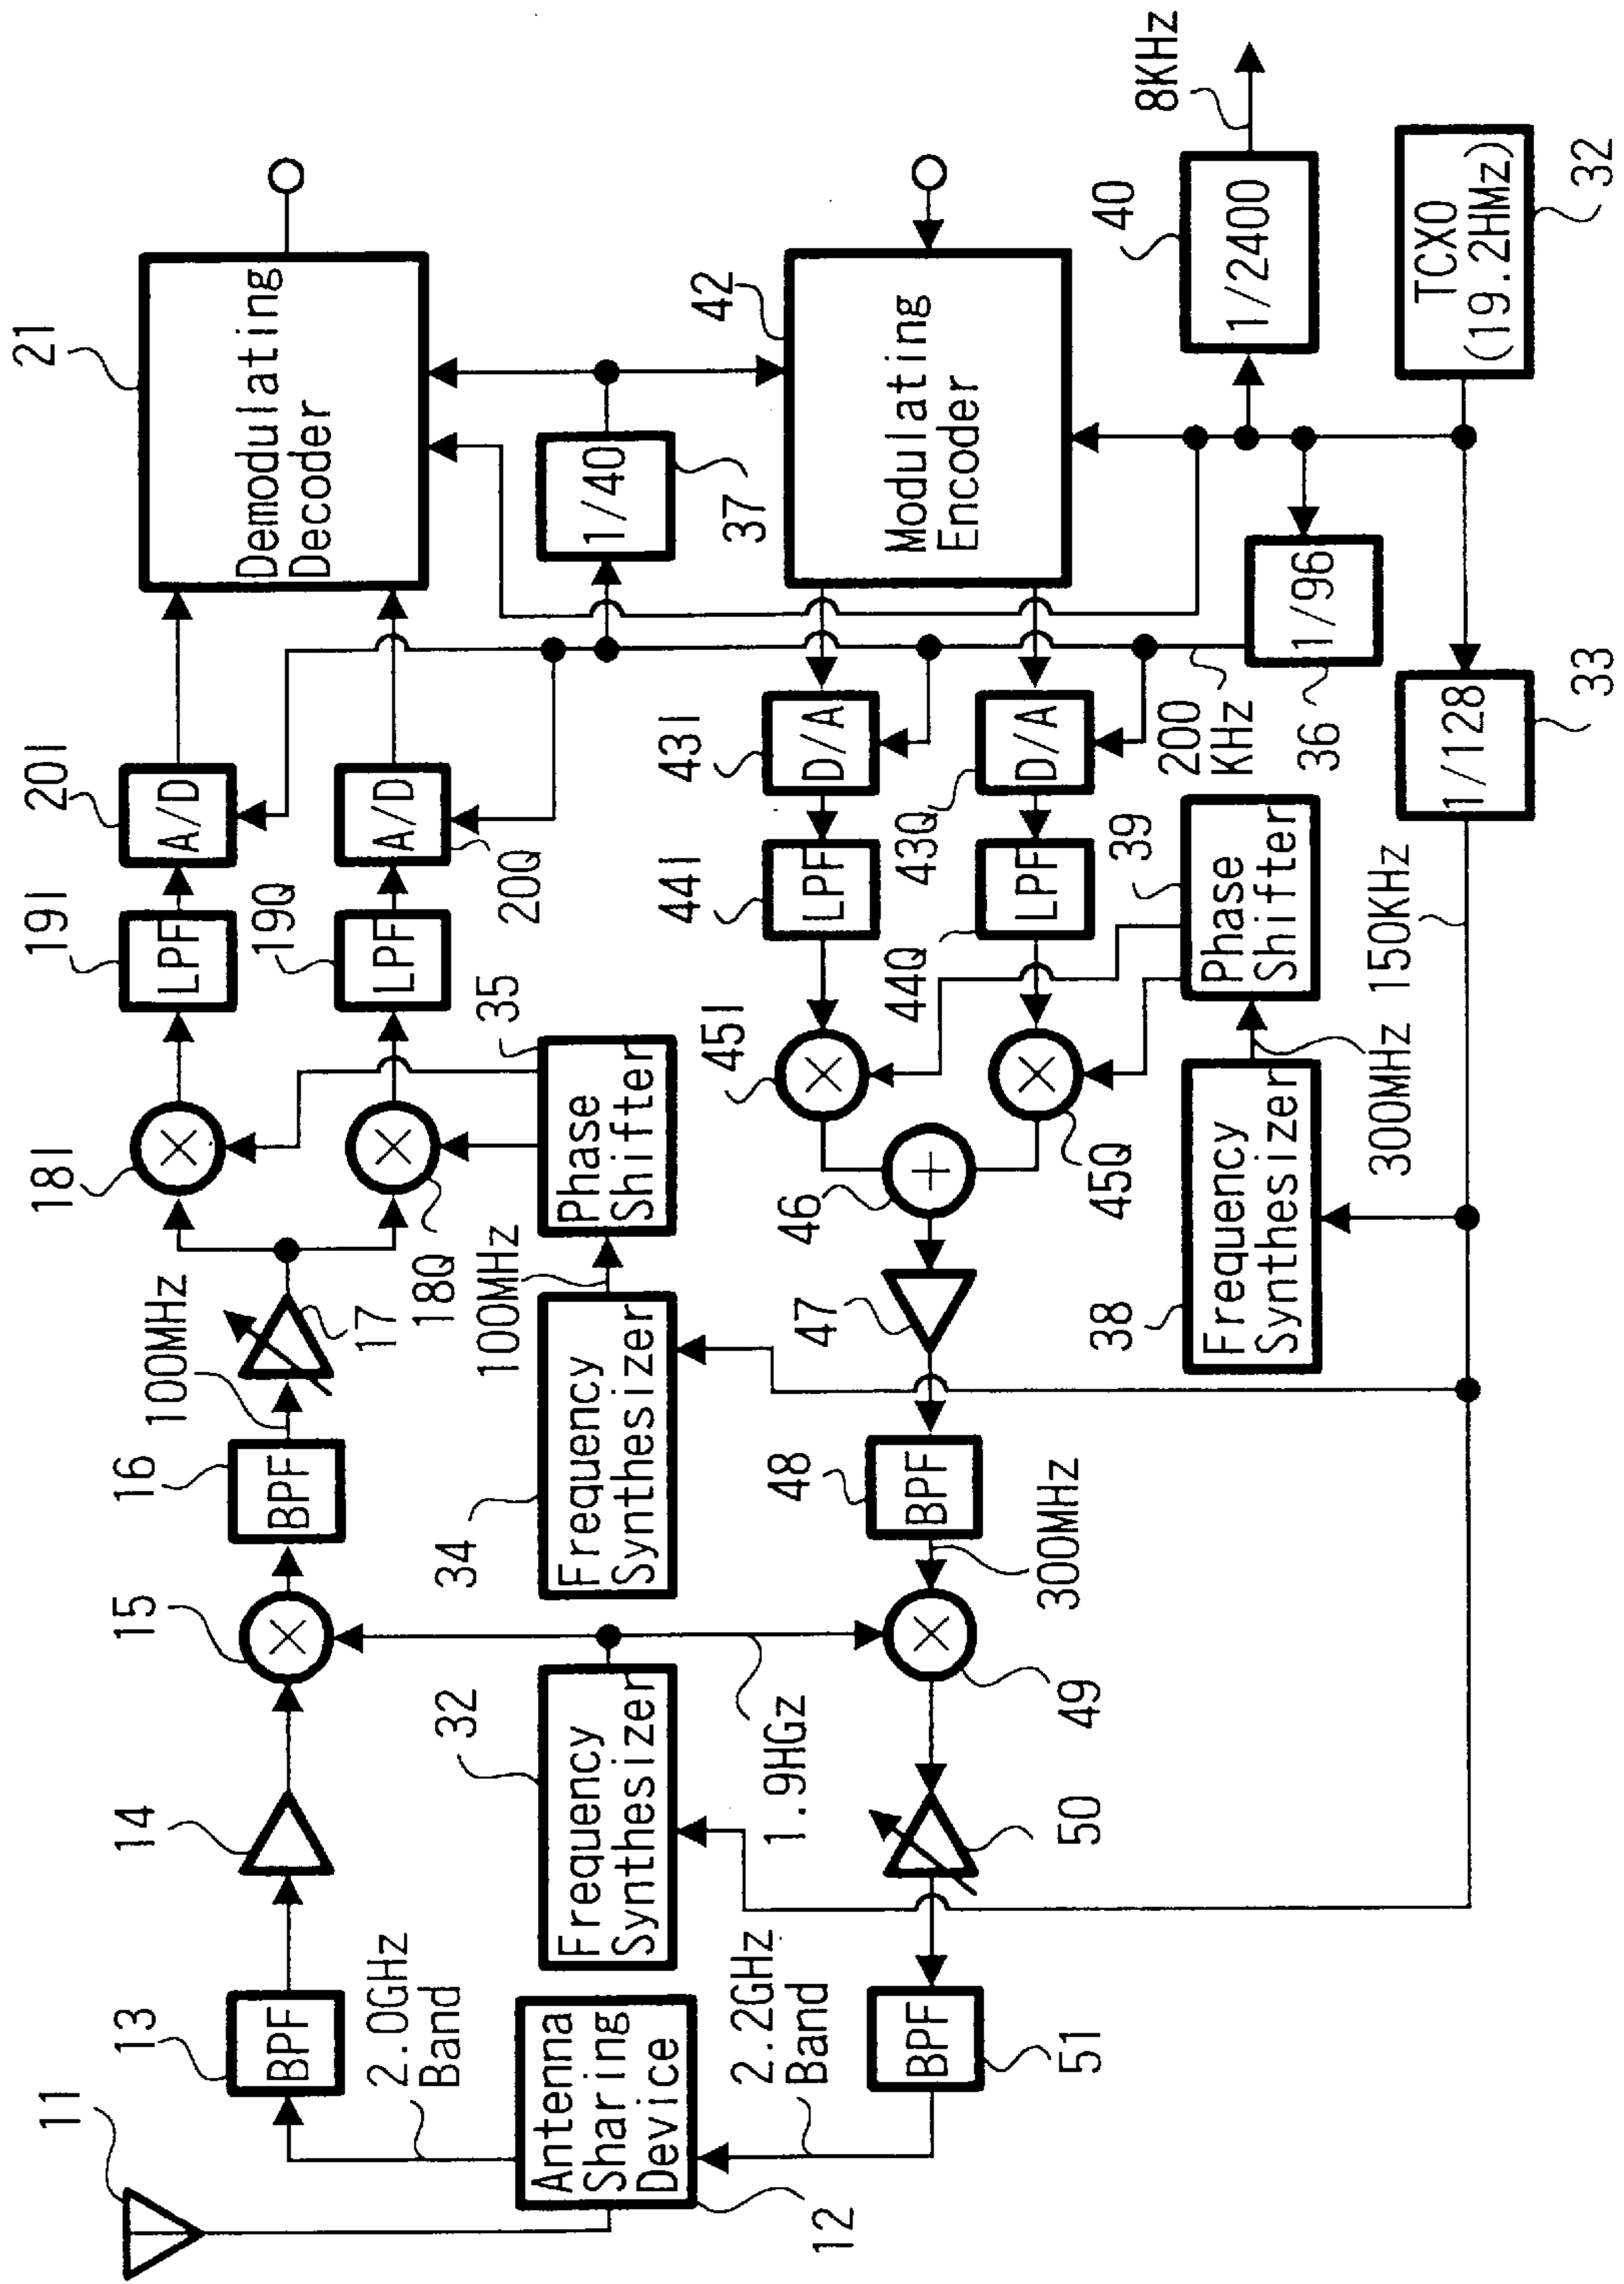 11
12
Antenna
Sharing
Device
2.0GHz
Band
2.2GHz
Band
13
BPF
14
15
16
BPF
100MHz
17
18I
18Q
19I
LPF
19Q
LPF
20I
A/D
20Q
A/D
21
Demodulating
Decoder
32
Frequency
Synthesizer
1.9HGz
34
Frequency
Synthesizer
100MHz
35
Phase
Shifter
37
1/40
51
BPF
50
49
300MHz
48
BPF
47
46
45I
45Q
44I
LPF
44Q
LPF
43I
D/A
43Q
D/A
42
Modulating
Encoder
38
Frequency
Synthesizer
300MHz
39
Phase
Shifter
150KHz
200
KHz
36
1/96
33
1/128
40
1/2400
8KHz
TCXO
(19.2HMz)
32